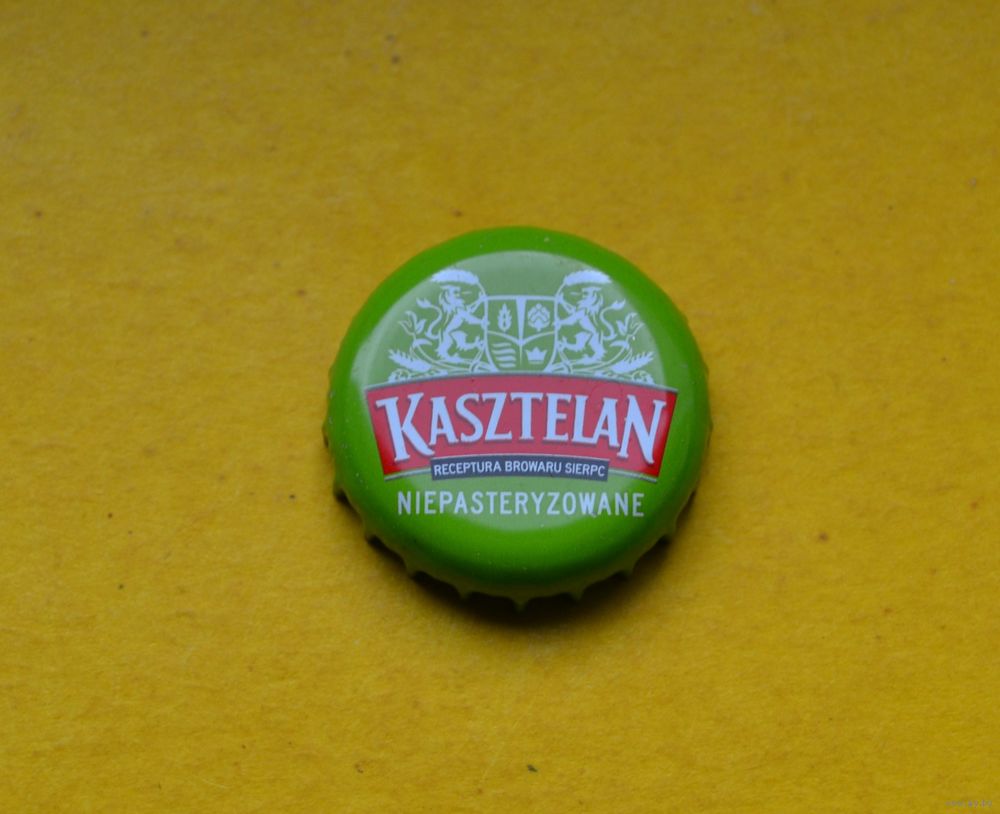 KASZTELAN
RECEPTURA BROWARU SIERPC
NIEPASTERYZOWANE